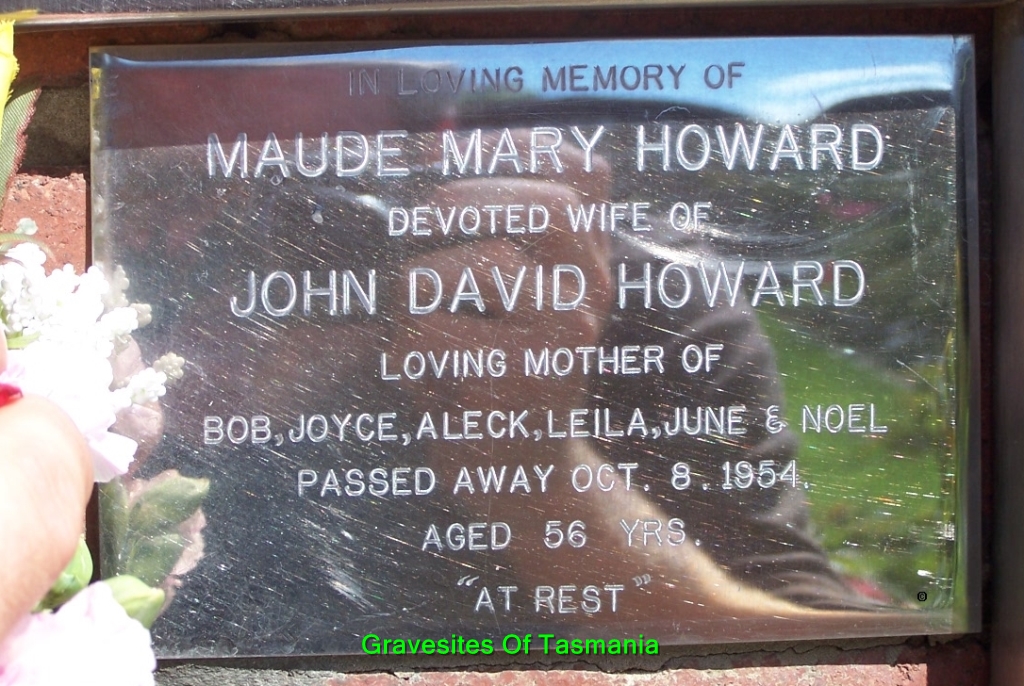 IN LOVING MEMORY OF
MAUDE MARY HOWARD
DEVOTED WIFE OF
JOHN DAVID HOWARD
LOVING MOTHER OF
BOB, JOYCE, ALECK, LEILA, JUNE & NOEL
PASSED AWAY OCT. 8. 1954.
AGED 56 YRS.
"AT REST"
Gravesites Of Tasmania